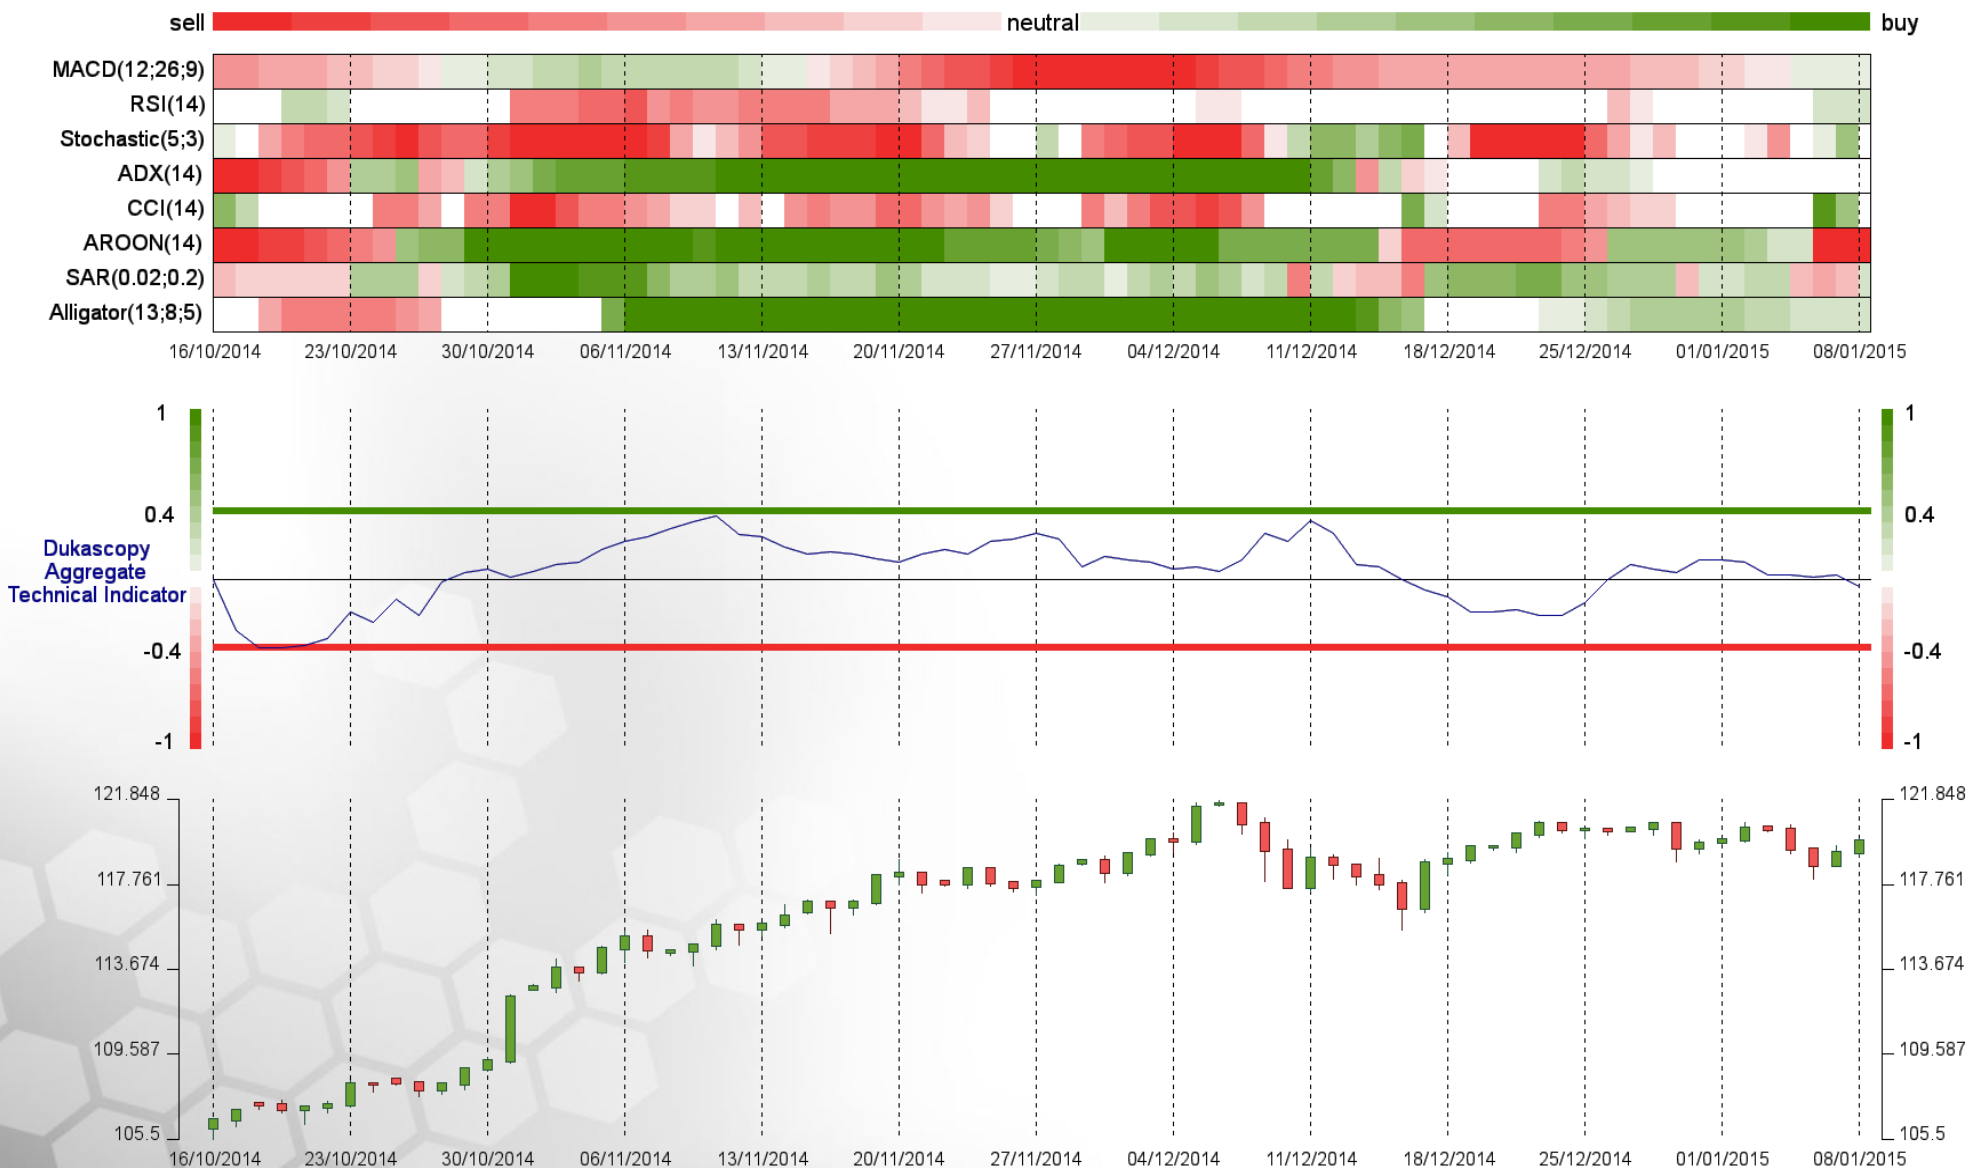 sell neutral buy
MACD(12;26;9)
RSI(14)
Stochastic(5;3)
ADX(14)
CCI(14)
AROON(14)
SAR(0.02;0.2)
Alligator(13;8;5)
16/10/2014 23/10/2014 30/10/2014 06/11/2014 13/11/2014 20/11/2014 27/11/2014 04/12/2014 11/12/2014 18/12/2014 25/12/2014 01/01/2015 08/01/2015
1 1
0.4 0.4
Dukascopy
Aggregate
Technical Indicator
-0.4 -0.4
-1 -1
121.848 121.848
117.761 117.761
113.674 113.674
109.587 109.587
105.5 105.5
16/10/2014 23/10/2014 30/10/2014 06/11/2014 13/11/2014 20/11/2014 27/11/2014 04/12/2014 11/12/2014 18/12/2014 25/12/2014 01/01/2015 08/01/2015